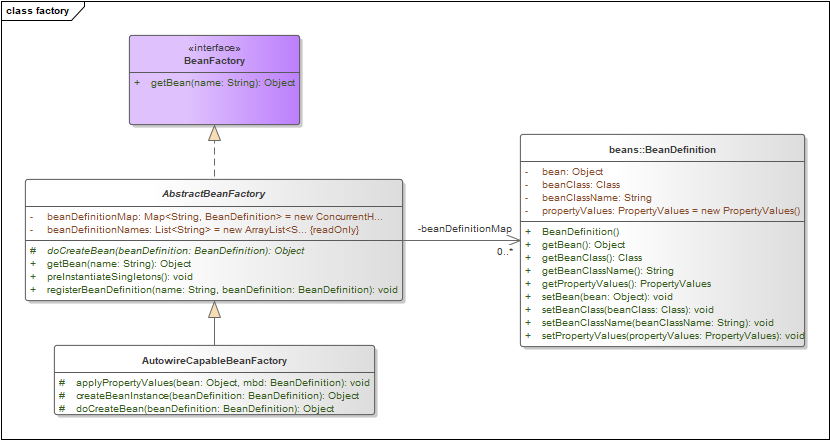 class factory
«interface»
BeanFactory
+ getBean(name: String): Object
AbstractBeanFactory
- beanDefinitionMap: Map<String, BeanDefinition> = new ConcurrentH...
- beanDefinitionNames: List<String> = new ArrayList<S... {readOnly}
# doCreateBean(beanDefinition: BeanDefinition): Object
+ getBean(name: String): Object
+ preInstantiateSingletons(): void
+ registerBeanDefinition(name: String, beanDefinition: BeanDefinition): void
-beanDefinitionMap
0..*
beans::BeanDefinition
- bean: Object
- beanClass: Class
- beanClassName: String
- propertyValues: PropertyValues = new PropertyValues()
+ BeanDefinition()
+ getBean(): Object
+ getBeanClass(): Class
+ getBeanClassName(): String
+ getPropertyValues(): PropertyValues
+ setBean(bean: Object): void
+ setBeanClass(beanClass: Class): void
+ setBeanClassName(beanClassName: String): void
+ setPropertyValues(propertyValues: PropertyValues): void
AutowireCapableBeanFactory
# applyPropertyValues(bean: Object, mbd: BeanDefinition): void
# createBeanInstance(beanDefinition: BeanDefinition): Object
# doCreateBean(beanDefinition: BeanDefinition): Object